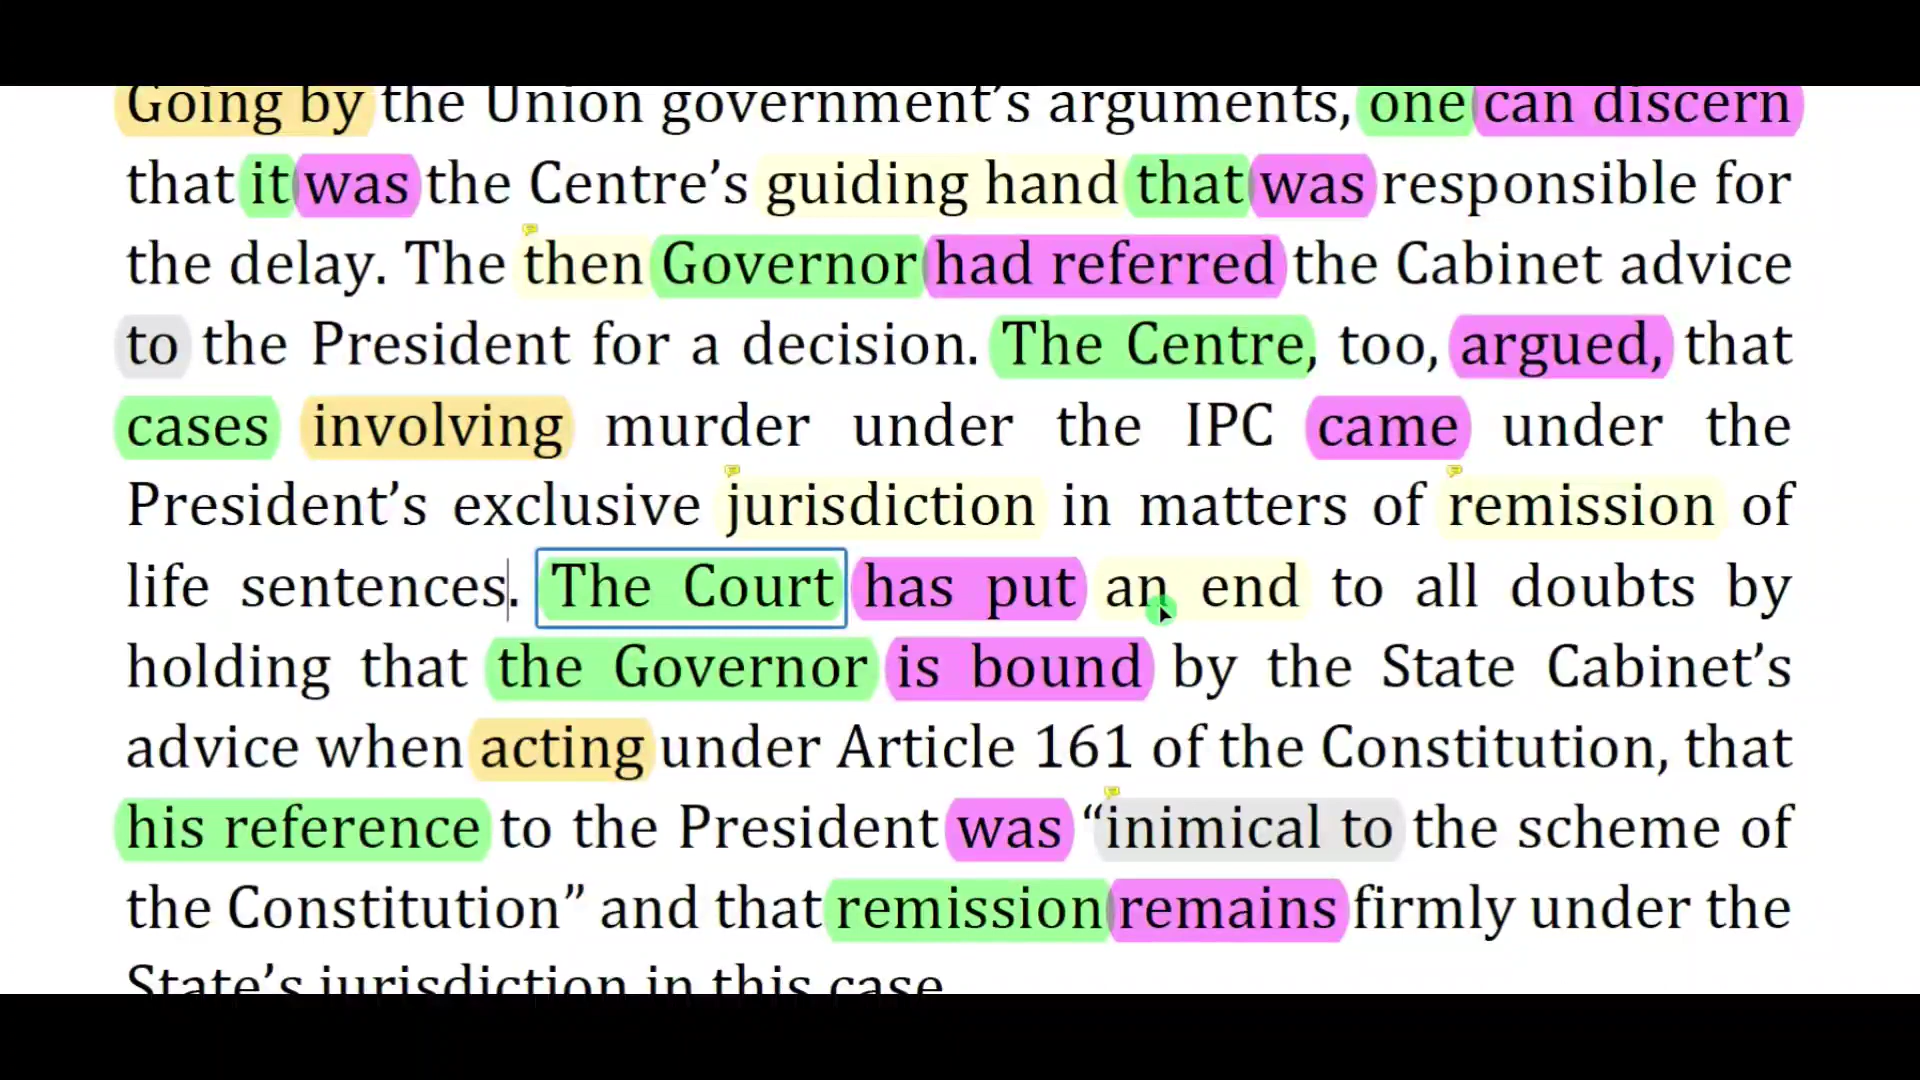 Going by the Union government’s arguments, one can discern
that it was the Centre’s guiding hand that was responsible for
the delay. The then Governor had referred the Cabinet advice
to the President for a decision. The Centre, too, argued, that
cases involving murder under the IPC came under the
President’s exclusive jurisdiction in matters of remission of
life sentences. The Court has put an end to all doubts by
holding that the Governor is bound by the State Cabinet’s
advice when acting under Article 161 of the Constitution, that
his reference to the President was “inimical to the scheme of
the Constitution” and that remission remains firmly under the
State’s jurisdiction in this case